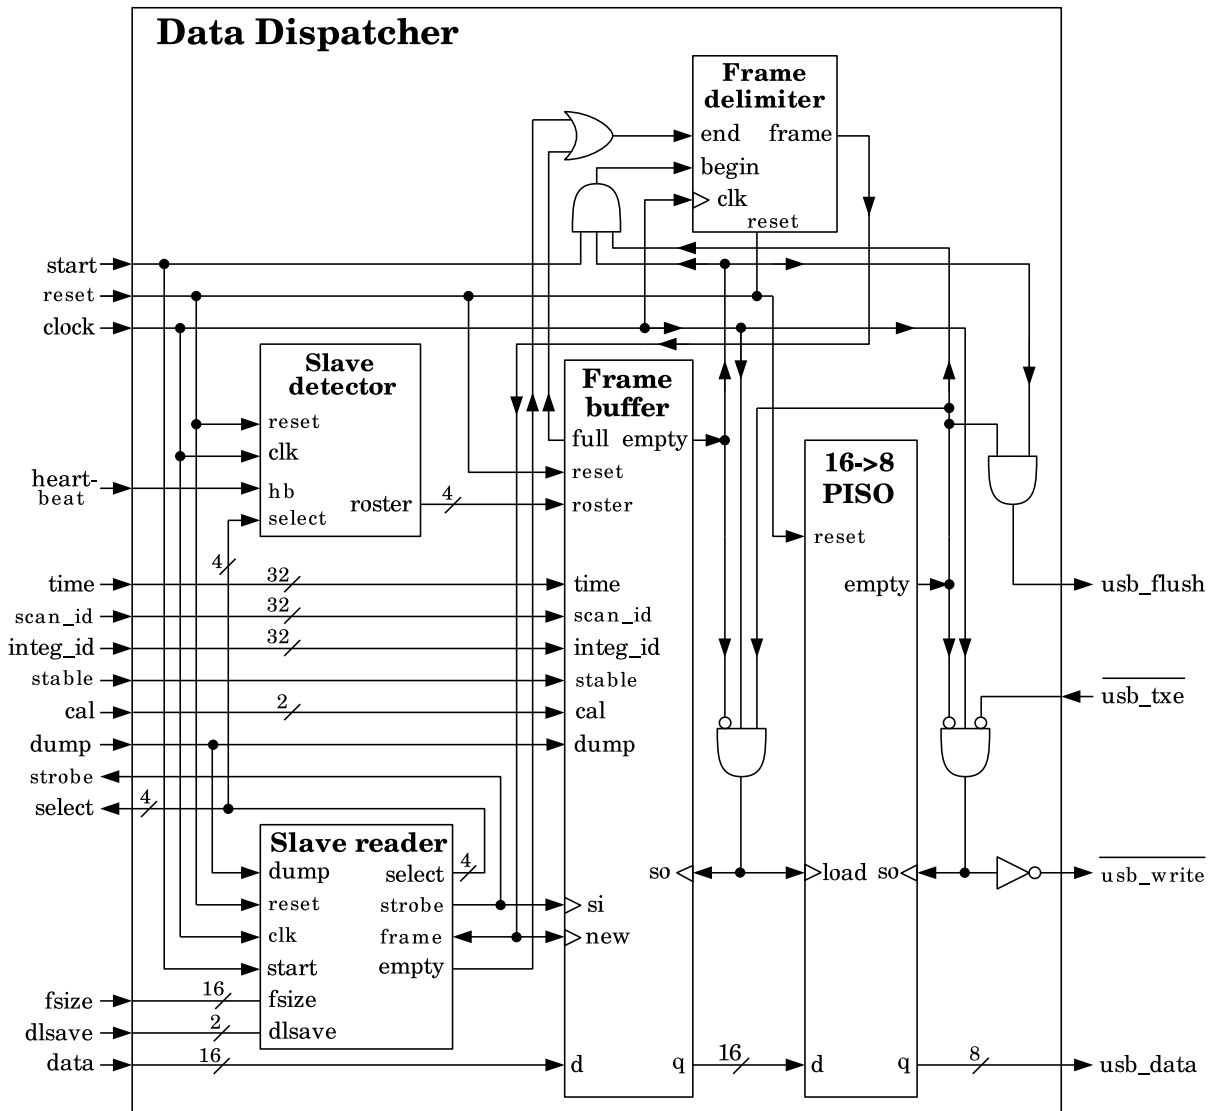 Data Dispatcher
Frame
delimiter
end frame
begin
clk
reset
start
reset
clock
Slave
detector
reset
clk
hb
select
roster
4
heart-
beat
4
Frame
buffer
full empty
reset
roster
time
scan_id
integ_id
stable
cal
dump
so
si
new
d
q
16->8
PISO
reset
empty
load so
d
q
time
32
scan_id
32
integ_id
32
stable
cal
2
dump
strobe
select
4
Slave reader
dump
select
4
reset
strobe
clk
frame
start
empty
fsize
dlsave
fsize
16
dlsave
2
data
16
16
8
usb_flush
usb_txe
usb_write
usb_data